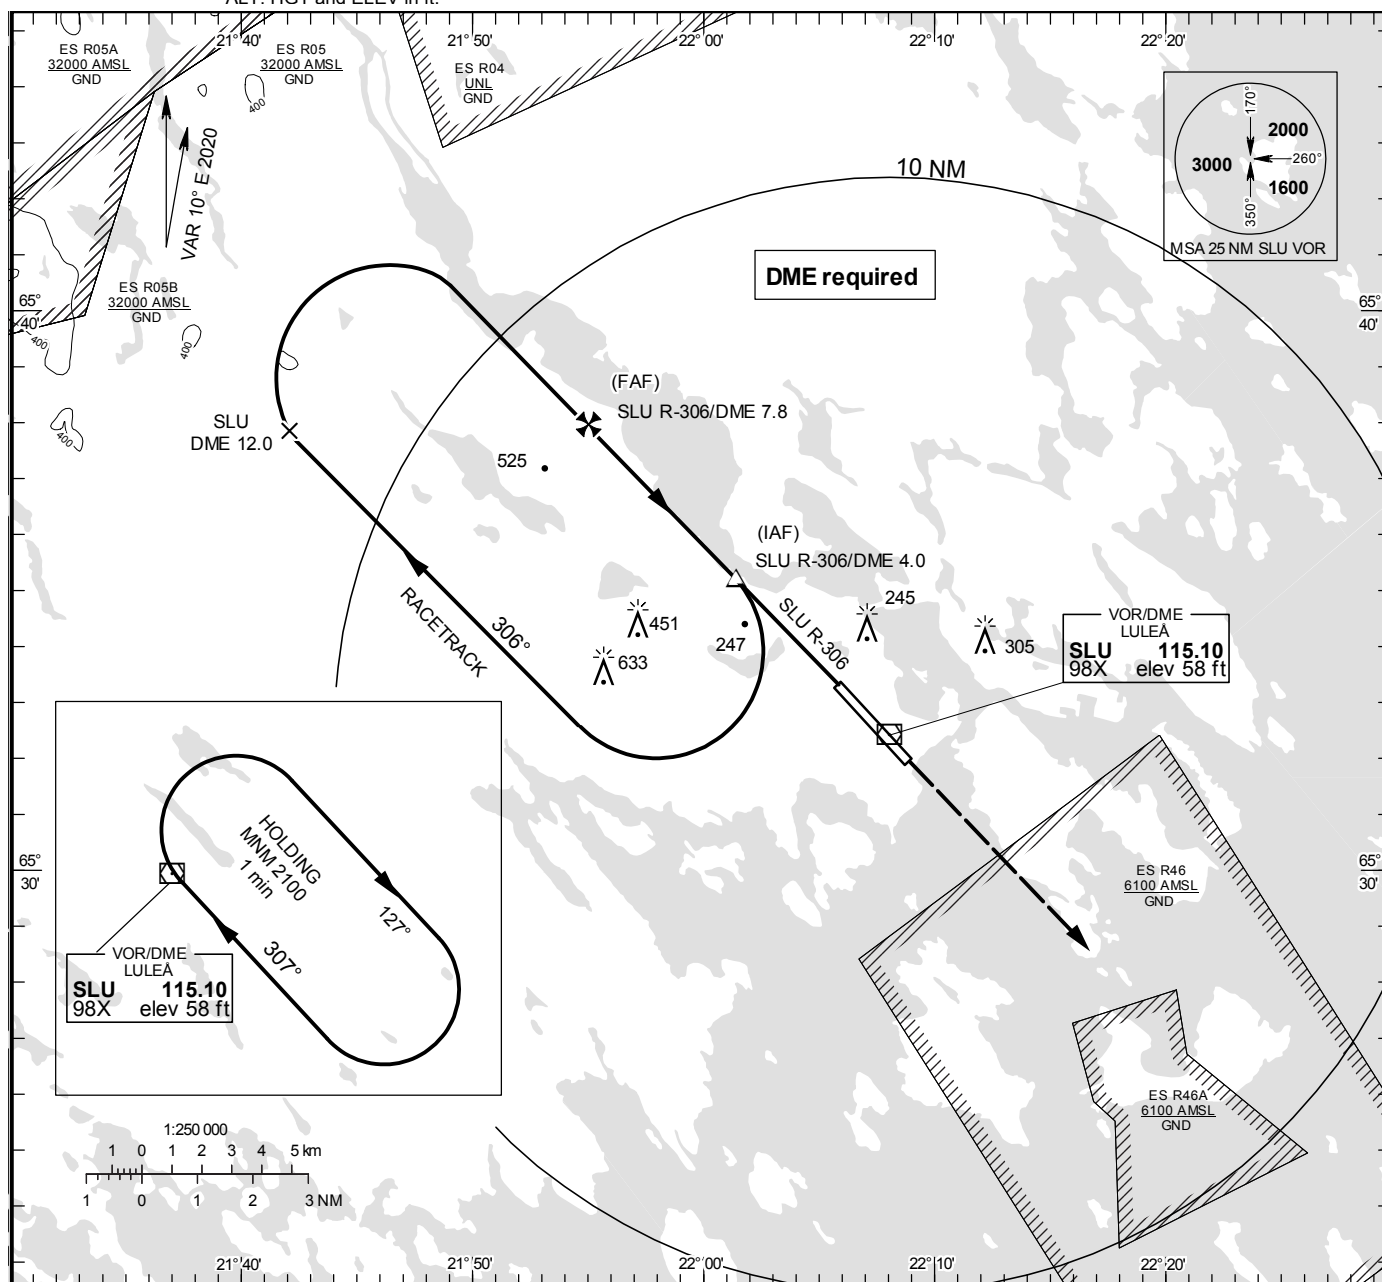 ALT. HGT and ELEV in ft.
21°40' 21°50' 22°00' 22°10' 22°20'
ES R05A
32000 AMSL
GND
ES R05
32000 AMSL
GND
ES R04
UNL
GND
400
VAR 10° E 2020
170°
2000
3000
260°
1600
350°
MSA 25 NM SLU VOR
10 NM
DME required
ES R05B
32000 AMSL
GND
65°
40'
65°
40'
400
400
400
(FAF)
SLU R-306/DME 7.8
SLU
DME 12.0
525
(IAF)
SLU R-306/DME 4.0
RACETRACK
306°
SLU R-306
451
633
247
245
305
VOR/DME
LULEÅ
SLU 115.10
98X elev 58 ft
HOLDING
MNM 2100
1 min
127°
307°
VOR/DME
LULEÅ
SLU 115.10
98X elev 58 ft
65°
30'
65°
30'
ES R46
6100 AMSL
GND
ES R46A
6100 AMSL
GND
1:250 000
1 0 1 2 3 4 5 km
1 0 1 2 3 NM
21°40' 21°50' 22°00' 22°10' 22°20'